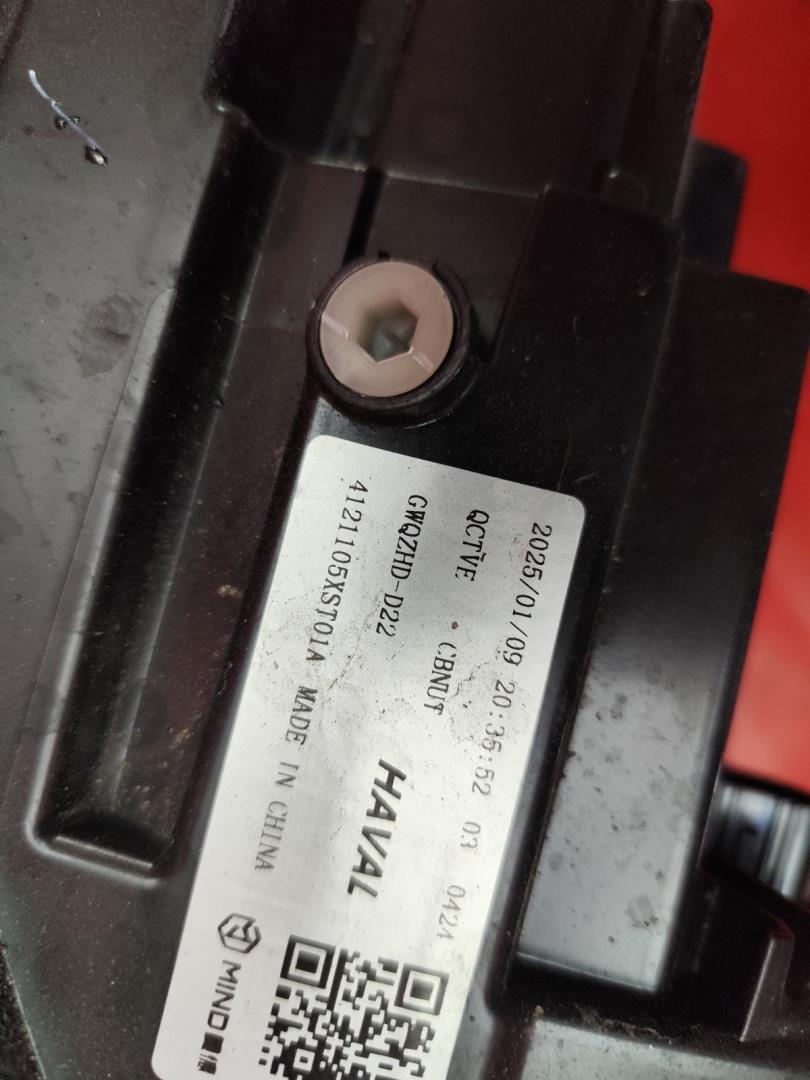 2025/01/09 20:35:52 03 0424
QCTVE CBNUT
GWQZHD-D22
HAVAL
4121105XST01A MADE IN CHINA
MIND